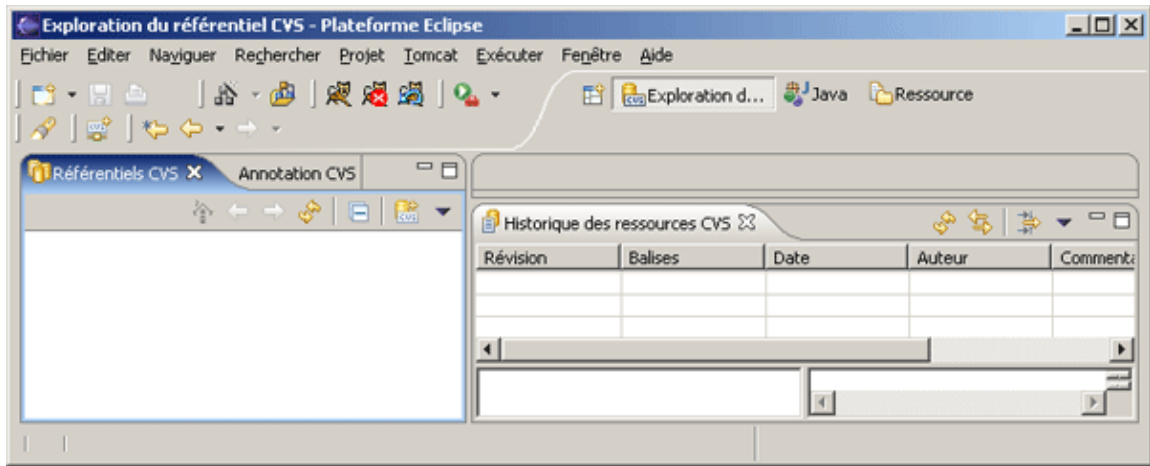 Exploration du référentiel CVS - Plateforme Eclipse
Fichier Editer Naviguer Rechercher Projet Tomcat Exécuter Fenêtre Aide
Exploration d... Java Ressource
Référentiels CVS Annotation CVS
Historique des ressources CVS
Révision Balises Date Auteur Commenta